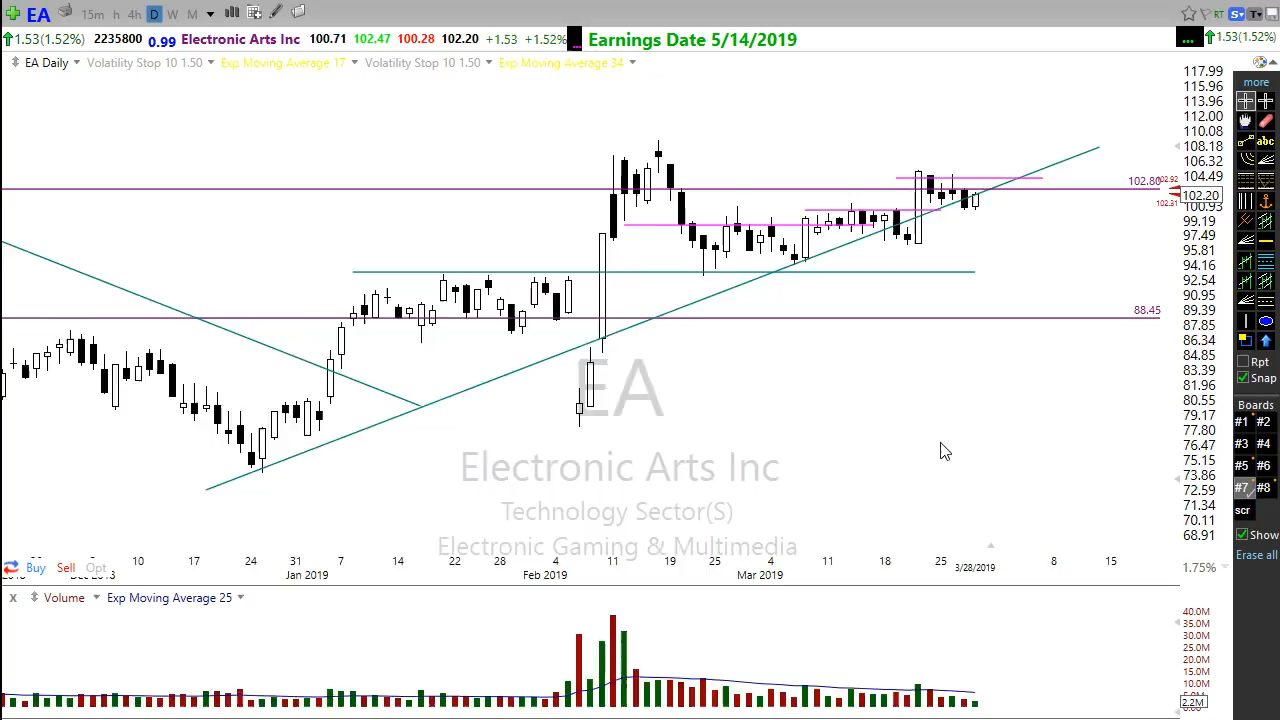 EA 15m h 4h D W M RT S T
1.53(1.52%) 2235800 0.99 Electronic Arts Inc 100.71 102.47 100.28 102.20 +1.53 +1.52% ... Earnings Date 5/14/2019 ... 1.53(1.52%)
EA Daily Volatility Stop 10 1.50 Exp Moving Average 17 Volatility Stop 10 1.50 Exp Moving Average 34
117.99
115.96
113.96
112.00
110.08
108.18
106.32
104.49
102.80
102.92
102.20
102.31
100.93
99.19
97.49
95.81
94.16
92.54
90.95
88.45
89.39
87.85
86.34
84.85
83.39
81.96
80.55
79.17
77.80
76.47
75.15
73.86
72.59
71.34
70.11
68.91
more
abc
Rpt
Snap
Boards
#1 #2
#3 #4
#5 #6
#7 #8
scr
Show
Erase all
EA
Electronic Arts Inc
Technology Sector(S)
Electronic Gaming & Multimedia
10 17 24 31 7 14 22 28 4 11 19 25 4 11 18 25 3/28/2019 8 15
Jan 2019 Feb 2019 Mar 2019
Buy Sell Opt 1.75%
x Volume Exp Moving Average 25
40.0M
35.0M
30.0M
25.0M
20.0M
15.0M
10.0M
2.2M